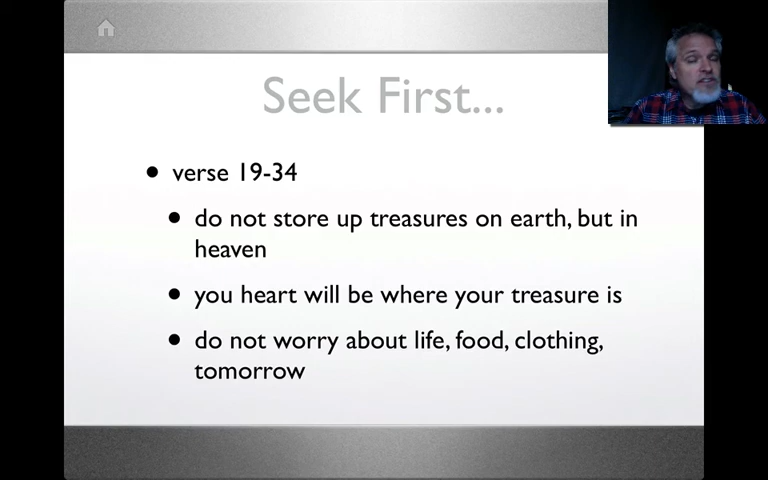 Seek First...
• verse 19-34
• do not store up treasures on earth, but in
heaven
• you heart will be where your treasure is
• do not worry about life, food, clothing,
tomorrow